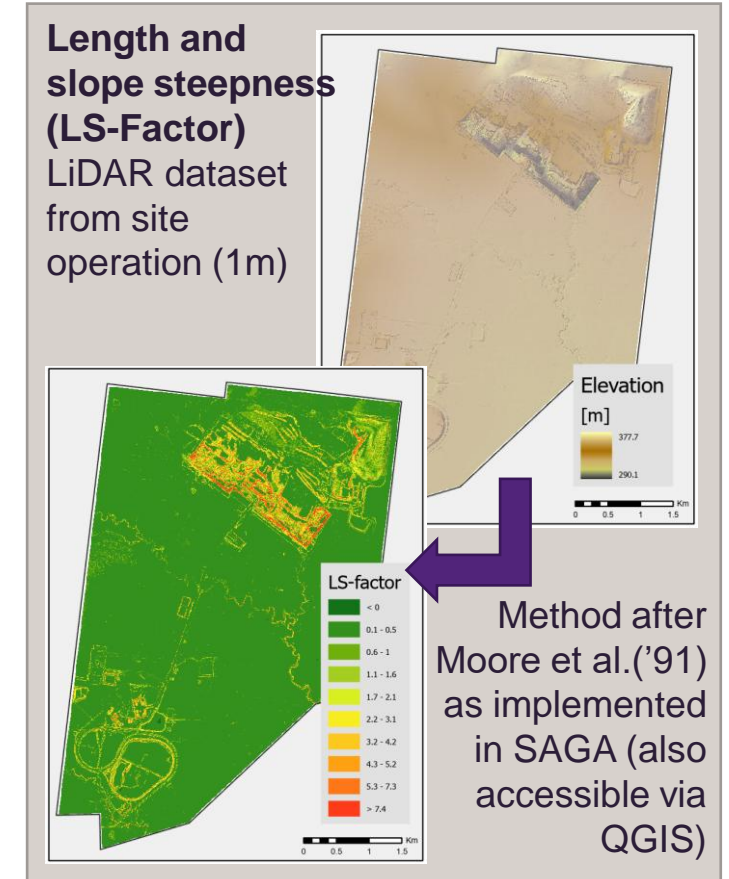 Length and
slope steepness
(LS-Factor)
LiDAR dataset
from site
operation (1m)
Elevation
[m]
377.7
290.1
Km
0 0.5 1 1.5
LS-factor
< 0
0.1 - 0.5
0.6 - 1
1.1 - 1.6
1.7 - 2.1
2.2 - 3.1
3.2 - 4.2
4.3 - 5.2
5.3 - 7.3
> 7.4
Km
0 0.5 1 1.5
Method after
Moore et al.('91)
as implemented
in SAGA (also
accessible via
QGIS)